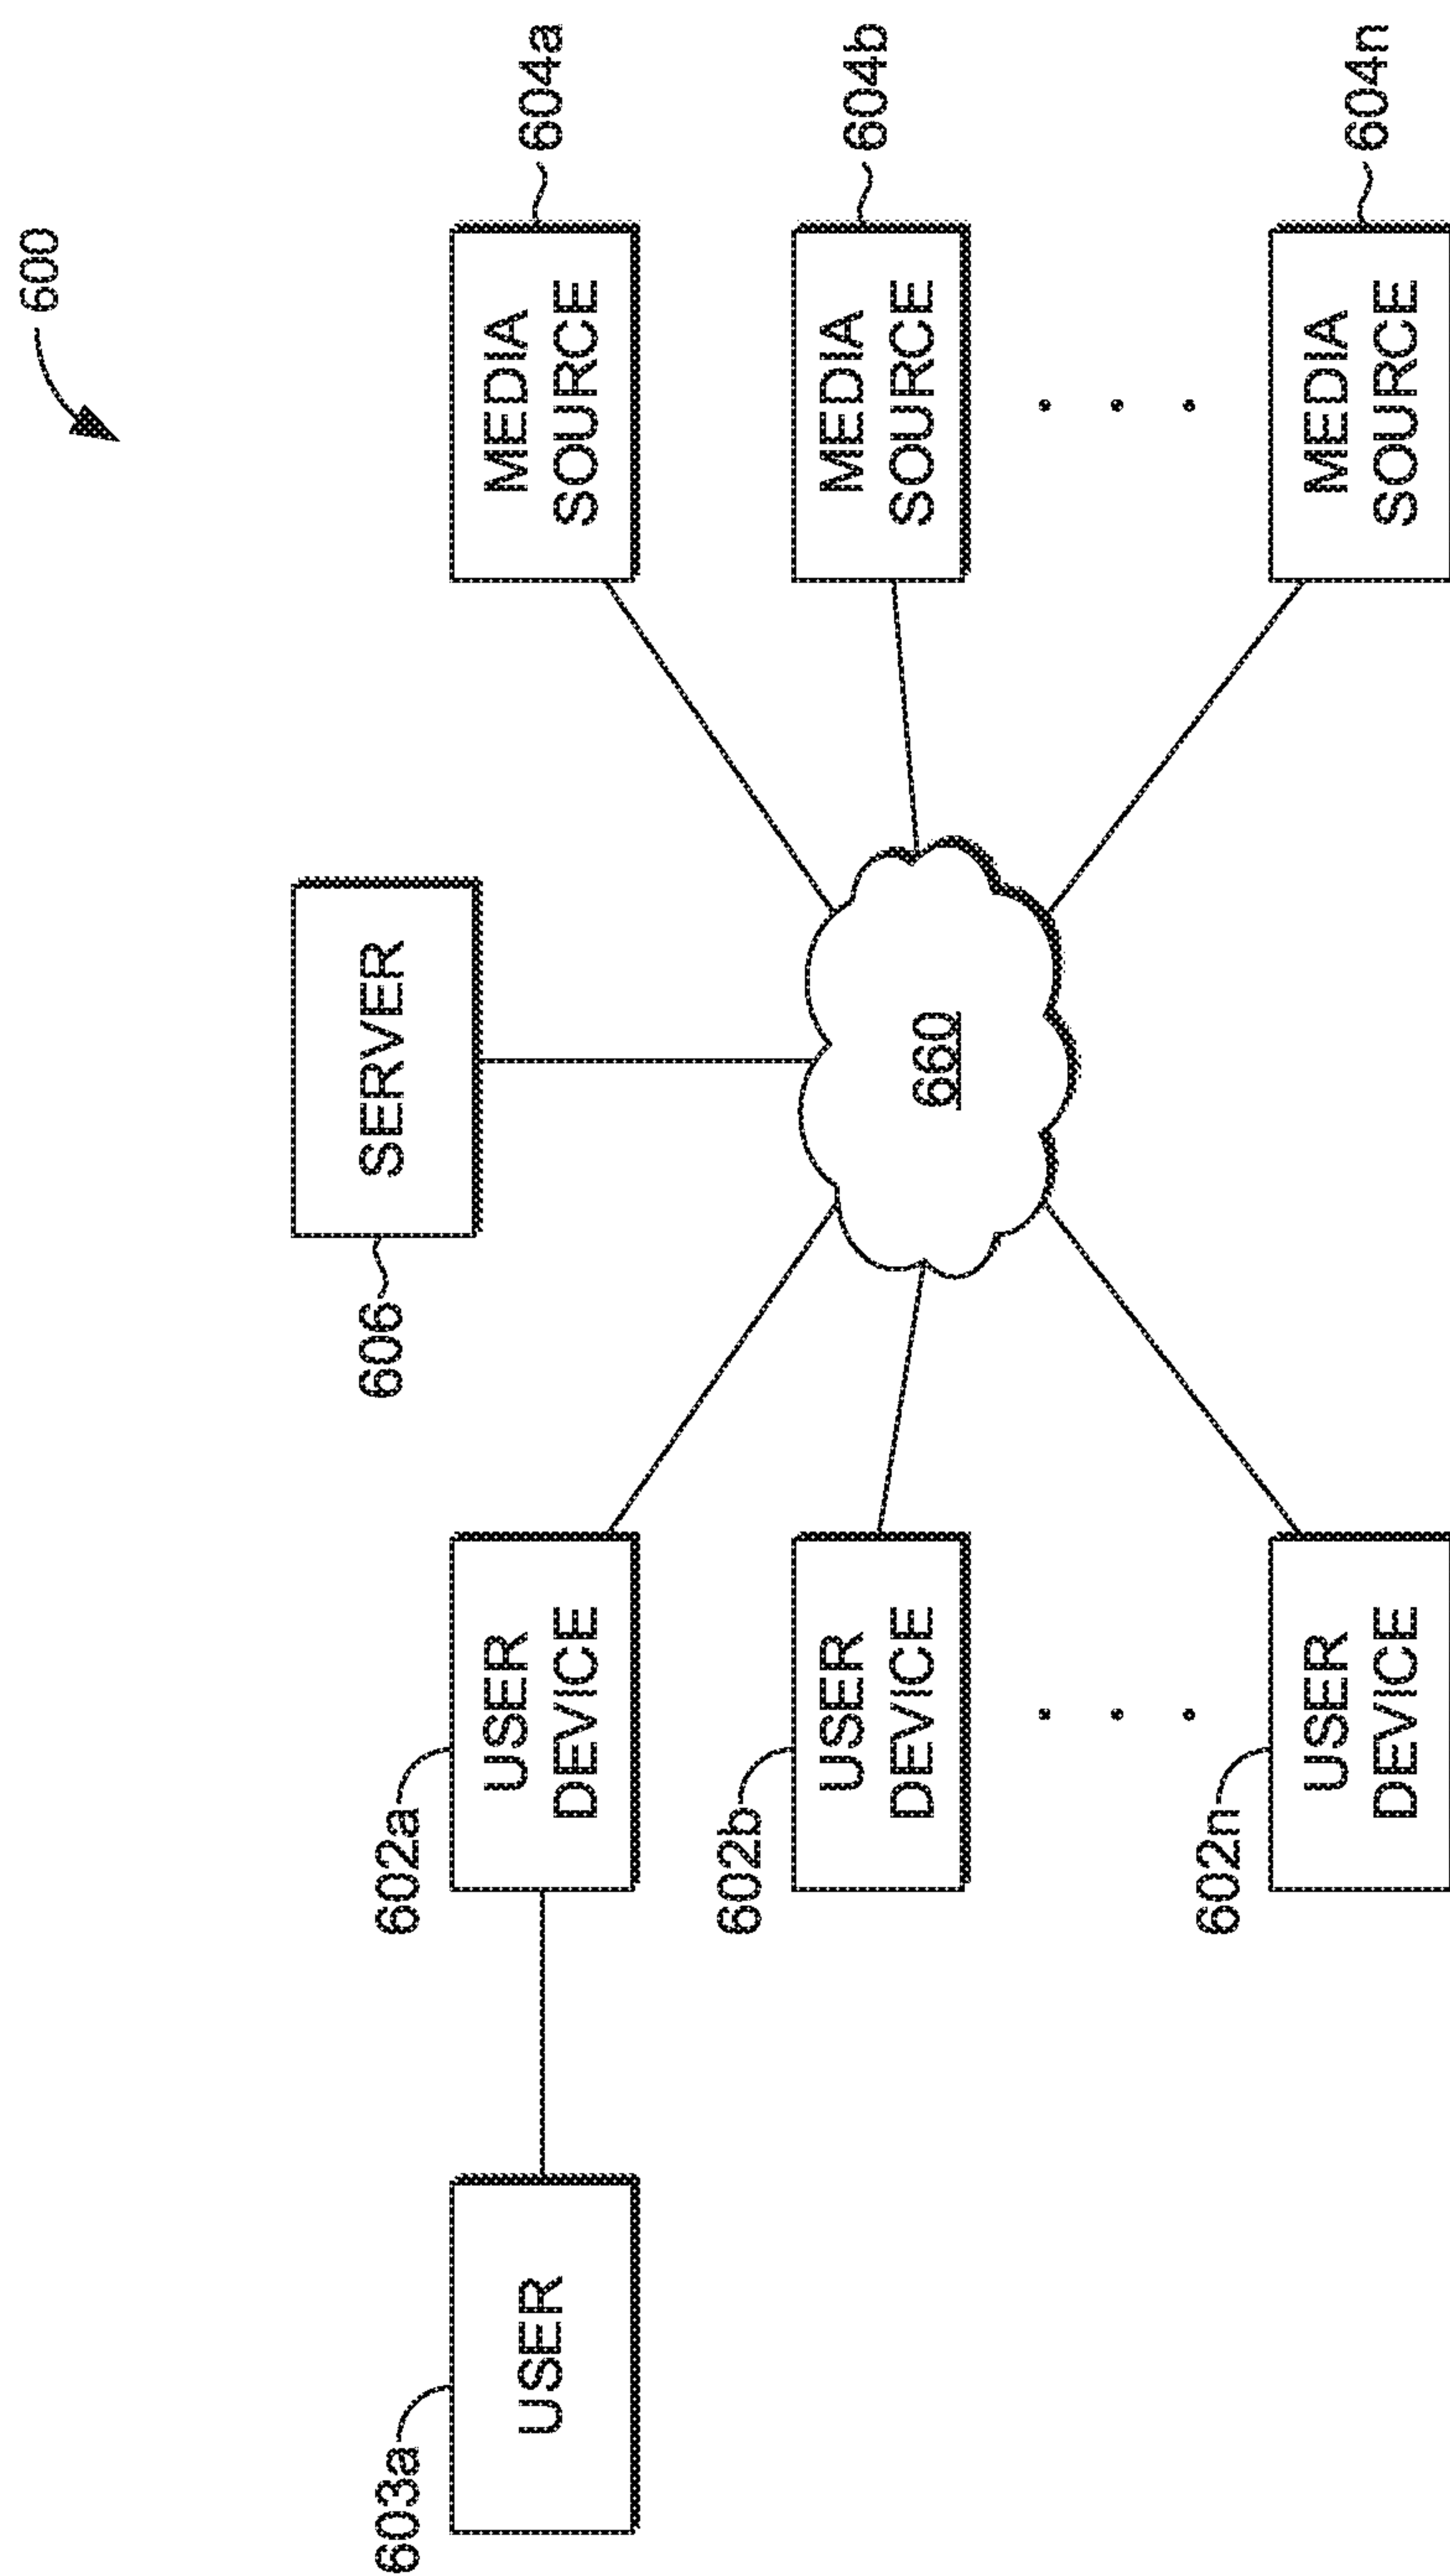 600
SERVER
606
603a
USER
602a
USER
DEVICE
MEDIA
SOURCE
604a
602b
USER
DEVICE
660
MEDIA
SOURCE
604b
602n
USER
DEVICE
MEDIA
SOURCE
604n